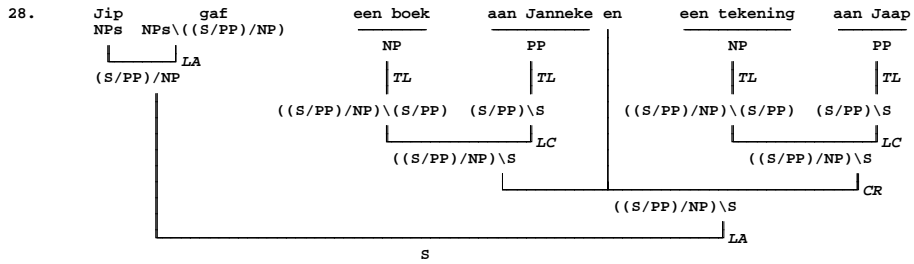 28. Jip gaf een boek aan Janneke en een tekening aan Jaap
NPs NPs\((S/PP)/NP) NP PP NP PP
LA TL TL TL TL
(S/PP)/NP
((S/PP)/NP)\(S/PP) (S/PP)\S ((S/PP)/NP)\(S/PP) (S/PP)\S
LC LC
((S/PP)/NP)\S ((S/PP)/NP)\S
CR
((S/PP)/NP)\S
LA
S